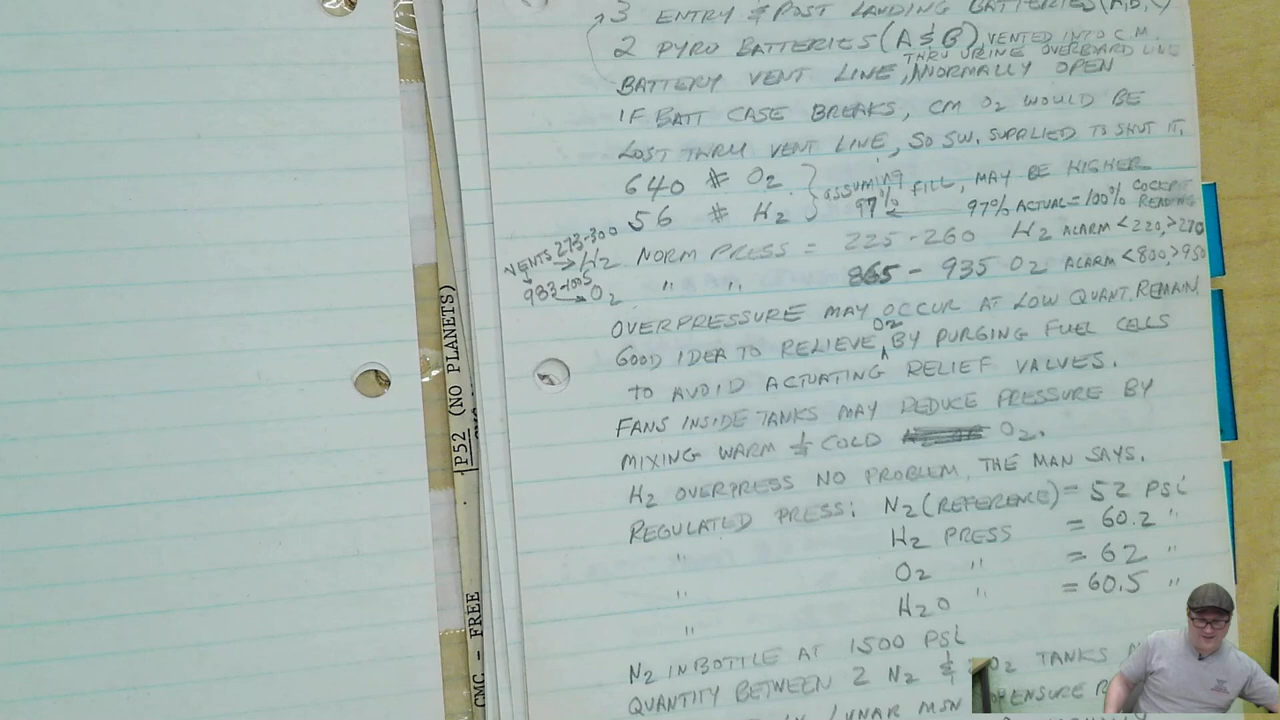 3 ENTRY & POST LANDING BATTERIES (A,B,C)
2 PYRO BATTERIES (A & B), VENTED INTO C.M.
THRU URINE OVERBOARD LINE
BATTERY VENT LINE, NORMALLY OPEN
IF BATT CASE BREAKS, CM O2 WOULD BE
LOST THRU VENT LINE, SO SW. SUPPLIED TO SHUT IT.
640 # O2 } assuming 97% FILL, MAY BE HIGHER
56 # H2 } 97% ACTUAL = 100% COCKPIT READING
VENTS 273-300 → H2 NORM PRESS = 225-260 H2 ALARM <220,>270
983-1005 → O2 " " 865 - 935 O2 ALARM <800,>950
OVERPRESSURE MAY OCCUR AT LOW QUANT. REMAIN
GOOD IDEA TO RELIEVE O2 BY PURGING FUEL CELLS
TO AVOID ACTUATING RELIEF VALVES.
FANS INSIDE TANKS MAY REDUCE PRESSURE BY
MIXING WARM & COLD O2.
H2 OVERPRESS NO PROBLEM, THE MAN SAYS.
REGULATED PRESS: N2 (REFERENCE) = 52 PSi
" H2 PRESS = 60.2 "
" O2 " = 62 "
" H2O " = 60.5 "
N2 IN BOTTLE AT 1500 PSi
QUANTITY BETWEEN 2 N2 & O2 TANKS
LUNAR MSN
CMC - FREE
P52 (NO PLANETS)